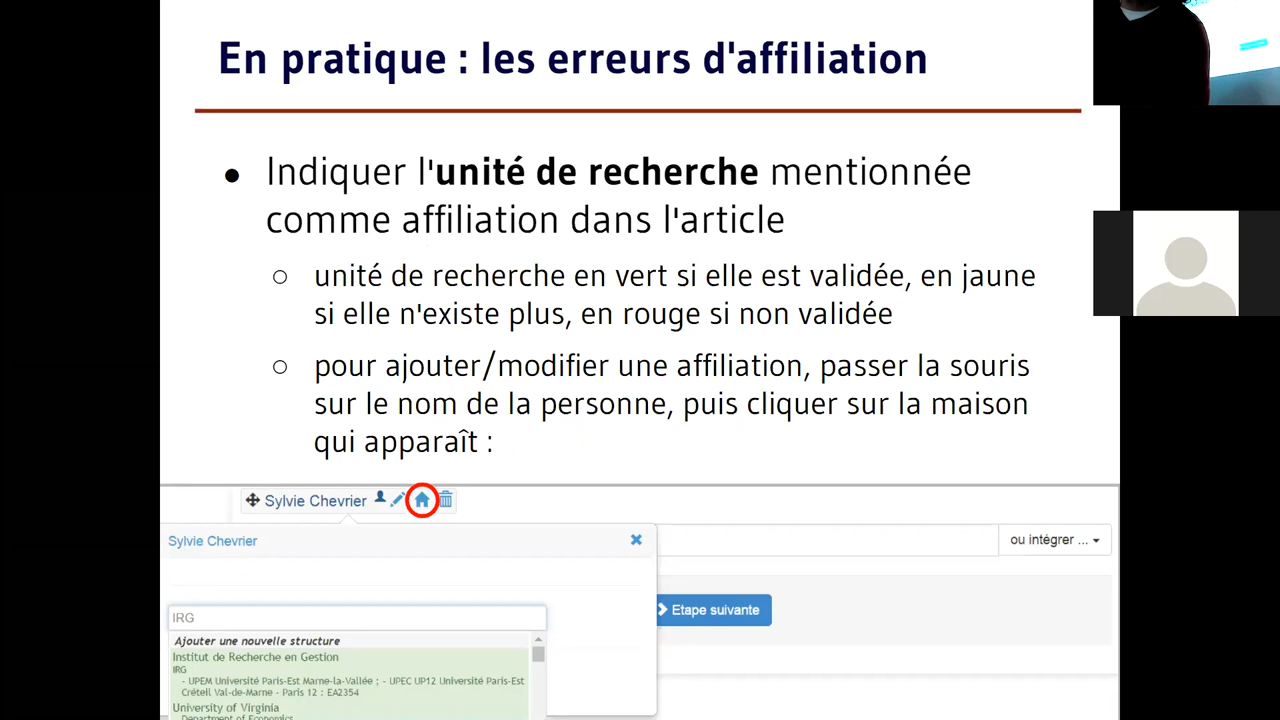 En pratique : les erreurs d'affiliation
● Indiquer l'unité de recherche mentionnée
comme affiliation dans l'article
○ unité de recherche en vert si elle est validée, en jaune
si elle n'existe plus, en rouge si non validée
○ pour ajouter/modifier une affiliation, passer la souris
sur le nom de la personne, puis cliquer sur la maison
qui apparaît :
Sylvie Chevrier
Sylvie Chevrier
ou intégrer ...
IRG
Etape suivante
Ajouter une nouvelle structure
Institut de Recherche en Gestion
IRG
- UPEM Université Paris-Est Marne-la-Vallée ; - UPEC UP12 Université Paris-Est
Créteil Val-de-Marne - Paris 12 : EA2354
University of Virginia
Department of Economics